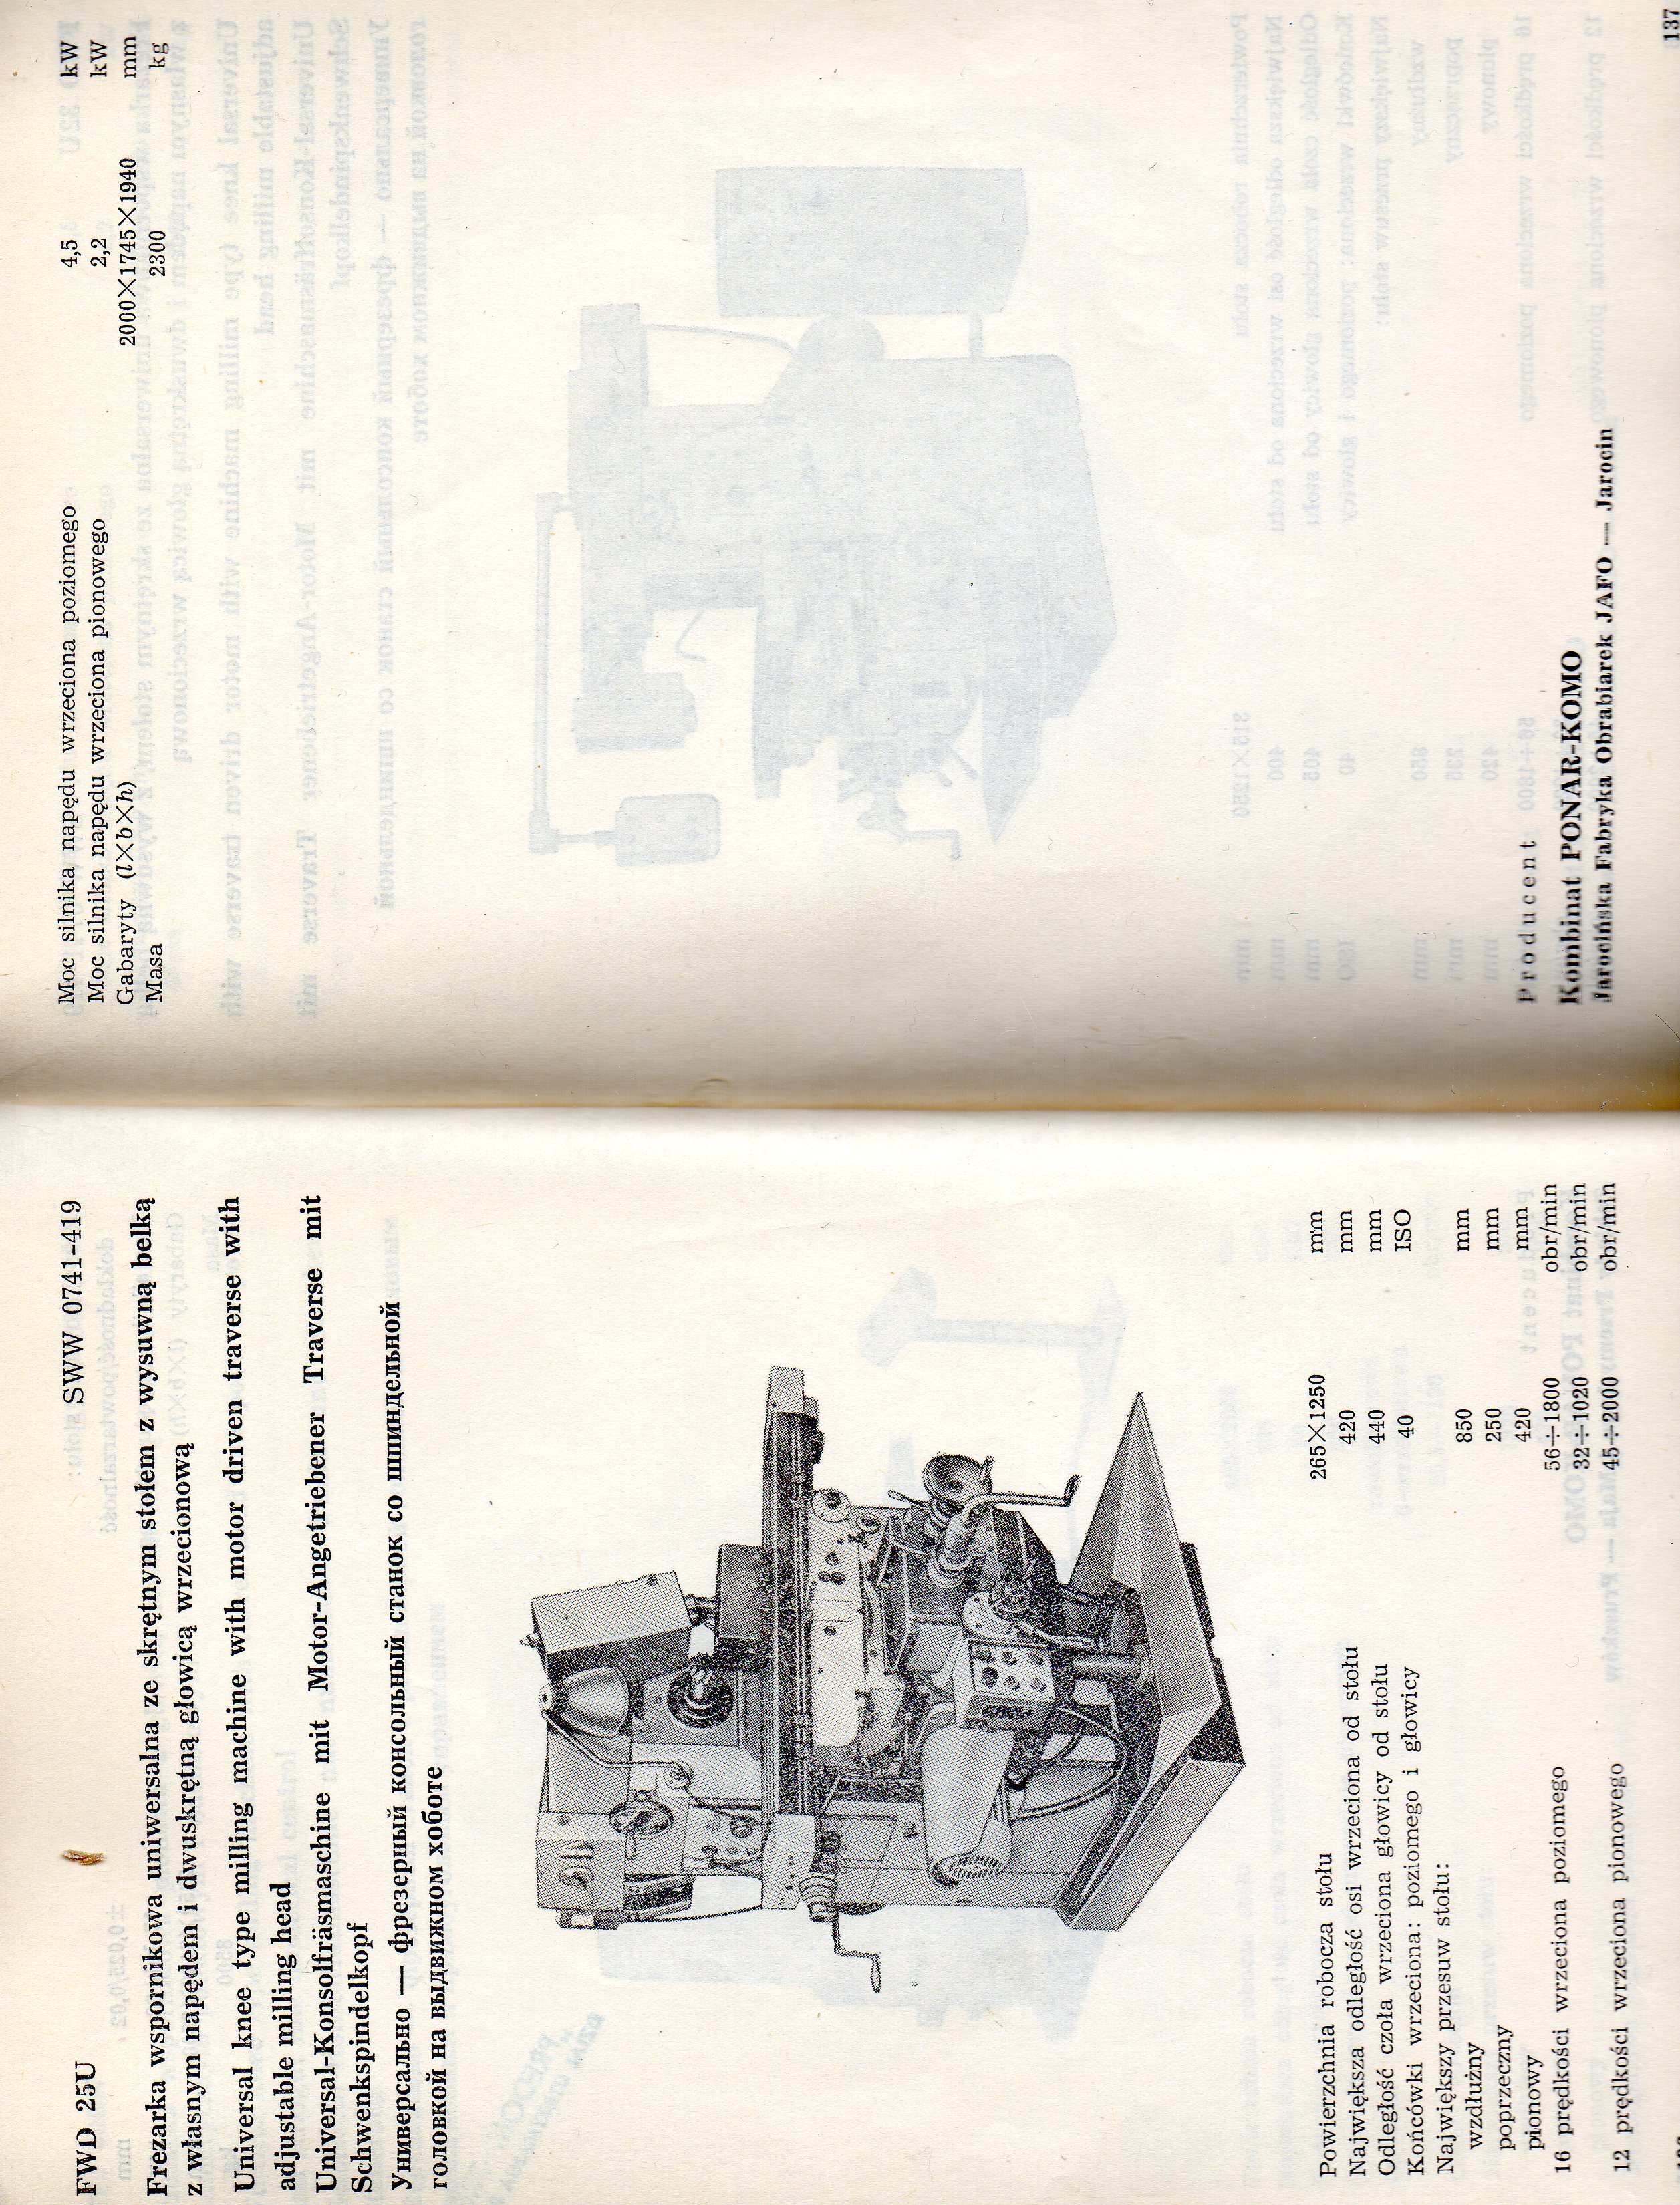 FWD 25U SWW 0741-419
Frezarka wspornikowa uniwersalna ze skrętnym stołem z wysuwną belką
z własnym napędem i dwuskrętną głowicą wrzecionową
Universal knee type milling machine with motor driven traverse with
adjustable milling head
Universal-Konsolfräsmaschine mit Motor-Angetriebener Traverse mit
Schwenkspindelkopf
Универсально — фрезерный консольный станок со шпиндельной
головкой на выдвижном хоботе
Powierzchnia robocza stołu 265×1250 mm
Największa odległość osi wrzeciona od stołu 420 mm
Odległość czoła wrzeciona głowicy od stołu 440 mm
Końcówki wrzeciona: poziomego i głowicy 40 ISO
Największy przesuw stołu:
wzdłużny 850 mm
poprzeczny 250 mm
pionowy 420 mm
16 prędkości wrzeciona poziomego 56÷1800 obr/min
32÷1020 obr/min
12 prędkości wrzeciona pionowego 45÷2000 obr/min
Moc silnika napędu wrzeciona poziomego 4,5 kW
Moc silnika napędu wrzeciona pionowego 2,2 kW
Gabaryty (l×b×h) 2000×1745×1940 mm
Masa 2300 kg
Producent
Kombinat PONAR-KOMO
Jarocińska Fabryka Obrabiarek JAFO — Jarocin
137